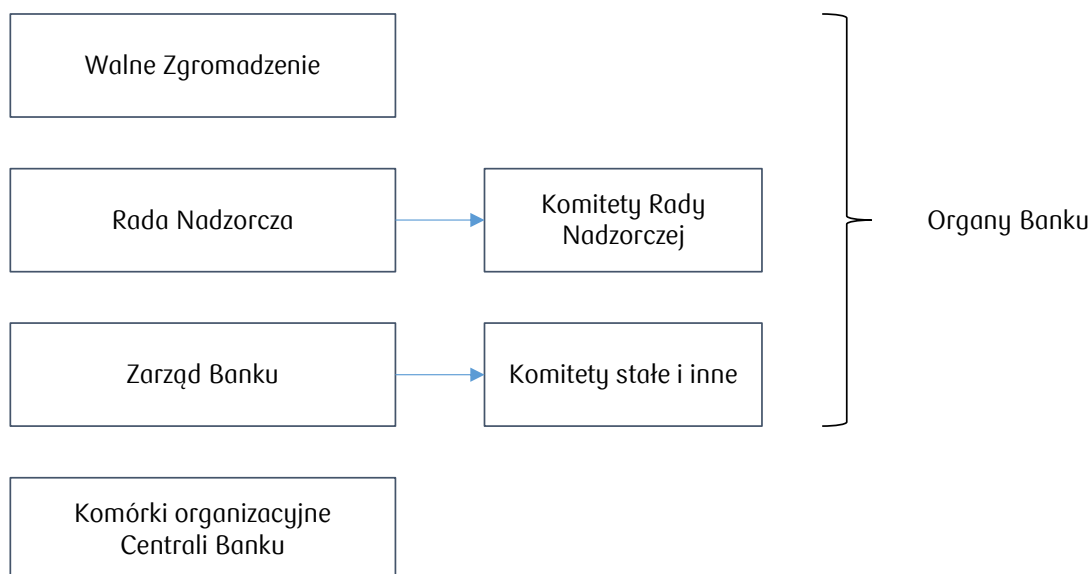 Walne Zgromadzenie
Rada Nadzorcza
Komitety Rady
Nadzorczej
Organy Banku
Zarząd Banku
Komitety stałe i inne
Komórki organizacyjne
Centrali Banku